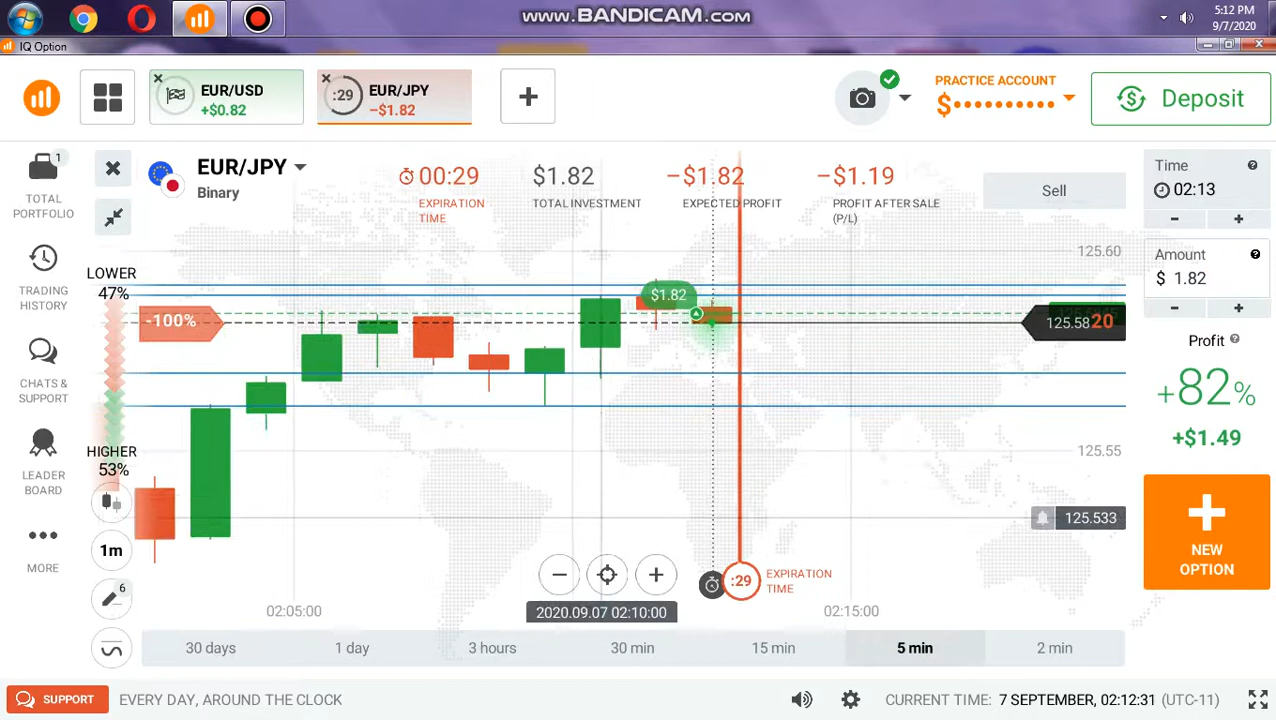 www.BANDICAM.com
5:12 PM
9/7/2020
IQ Option
EUR/USD
+$0.82
:29
EUR/JPY
−$1.82
PRACTICE ACCOUNT
$••••••••••
Deposit
1
TOTAL
PORTFOLIO
TRADING
HISTORY
CHATS &
SUPPORT
LEADER
BOARD
MORE
EUR/JPY
Binary
00:29
EXPIRATION
TIME
$1.82
TOTAL INVESTMENT
−$1.82
EXPECTED PROFIT
−$1.19
PROFIT AFTER SALE
(P/L)
Sell
LOWER
47%
-100%
HIGHER
53%
1m
6
$1.82
125.60
125.5820
125.55
125.533
:29
EXPIRATION
TIME
02:05:00
2020.09.07 02:10:00
02:15:00
30 days
1 day
3 hours
30 min
15 min
5 min
2 min
Time
02:13
Amount
$ 1.82
Profit
+82%
+$1.49
NEW
OPTION
SUPPORT
EVERY DAY, AROUND THE CLOCK
CURRENT TIME: 7 SEPTEMBER, 02:12:31 (UTC-11)